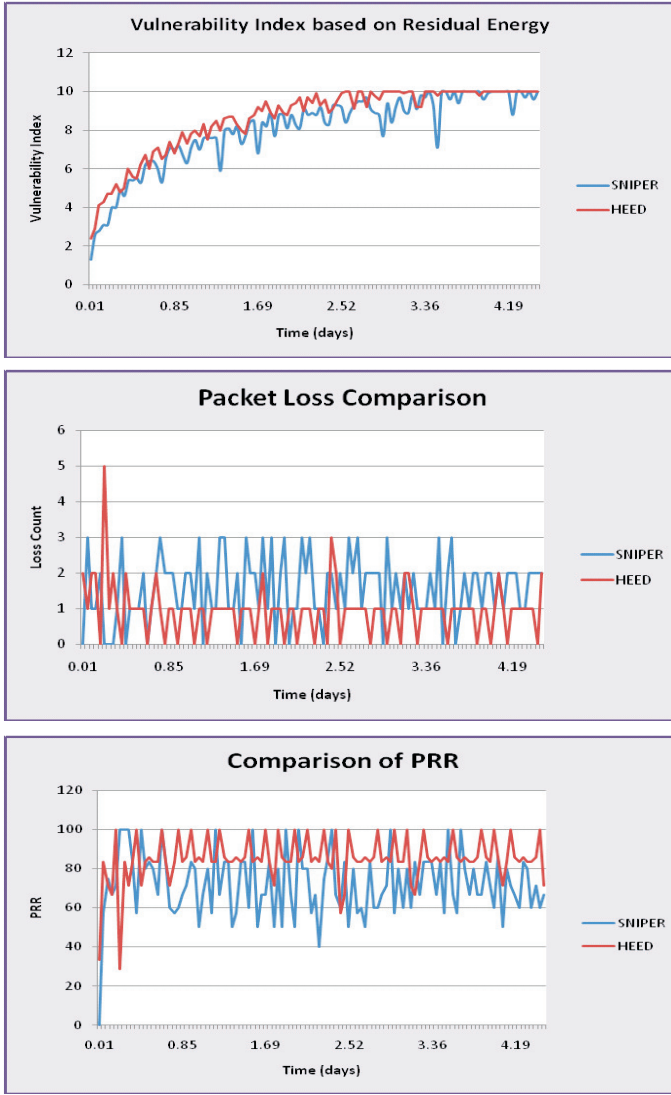 Vulnerability Index based on Residual Energy
12
10
8
6
4
2
0
Vulnerability Index
0.01 0.85 1.69 2.52 3.36 4.19
Time (days)
SNIPER
HEED
Packet Loss Comparison
6
5
4
3
2
1
0
Loss Count
0.01 0.85 1.69 2.52 3.36 4.19
Time (days)
SNIPER
HEED
Comparison of PRR
120
100
80
60
40
20
0
PRR
0.01 0.85 1.69 2.52 3.36 4.19
Time (days)
SNIPER
HEED